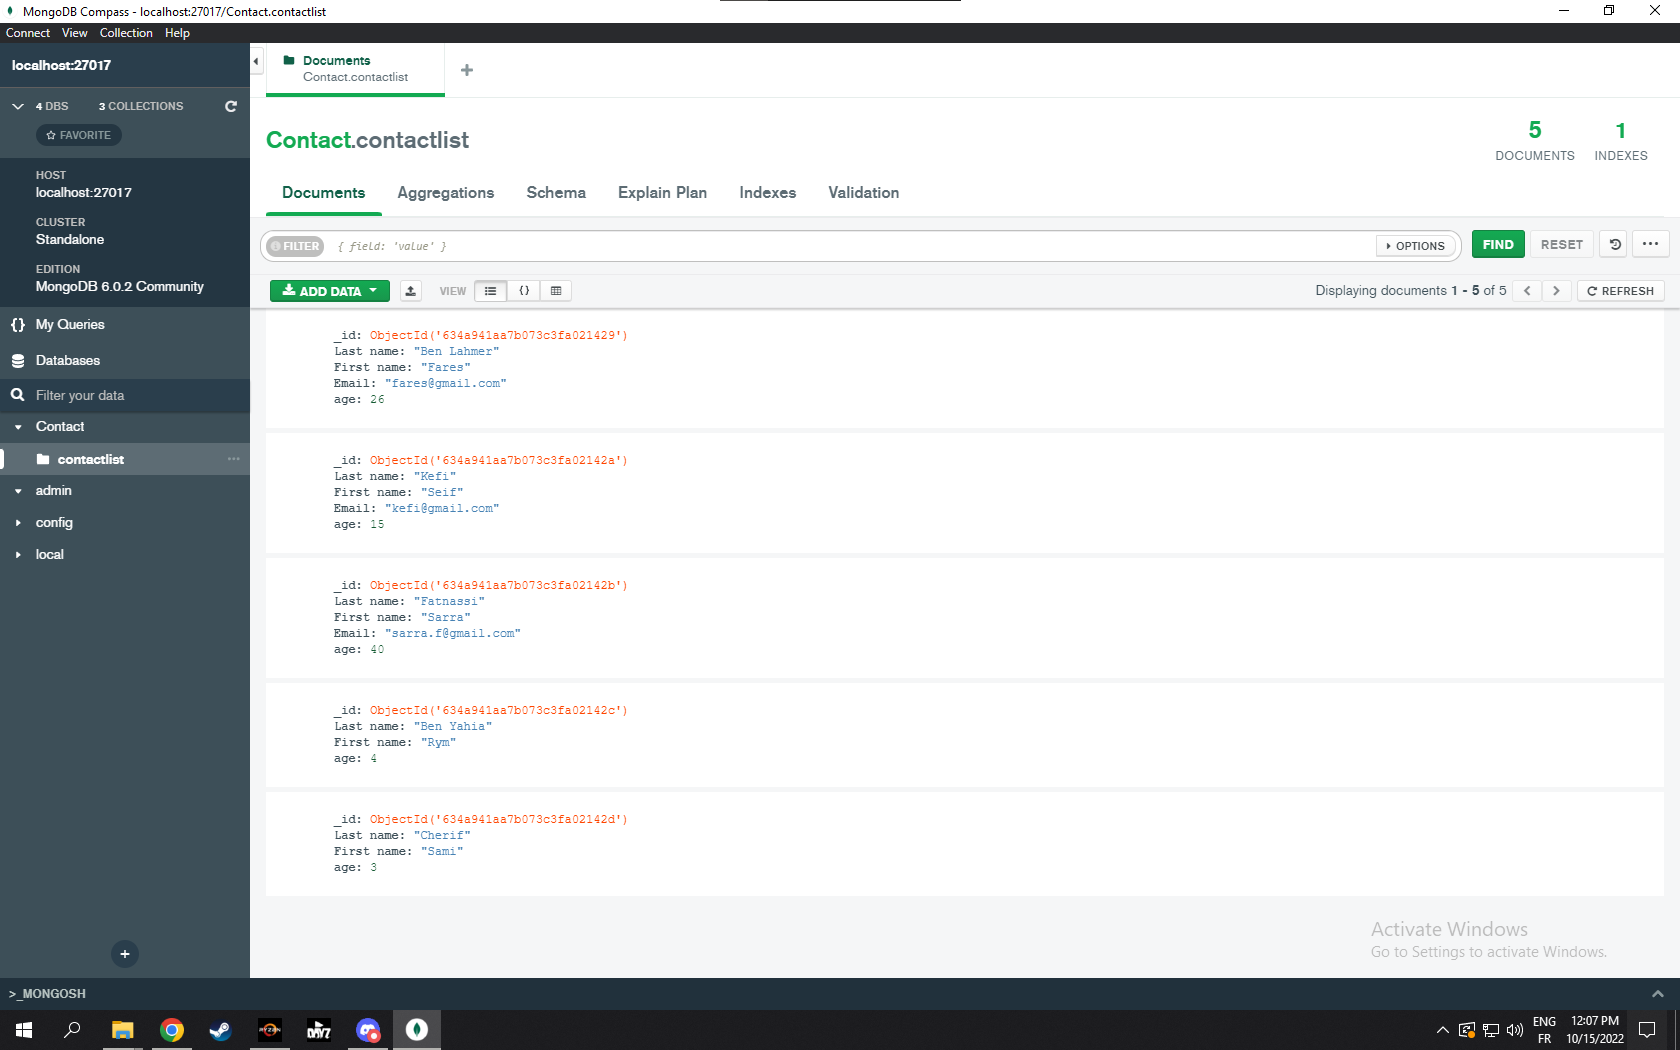 MongoDB Compass - localhost:27017/Contact.contactlist
Connect View Collection Help
localhost:27017
4 DBS 3 COLLECTIONS
FAVORITE
HOST
localhost:27017
CLUSTER
Standalone
EDITION
MongoDB 6.0.2 Community
My Queries
Databases
Filter your data
Contact
contactlist
admin
config
local
Documents
Contact.contactlist
Contact.contactlist
5
DOCUMENTS
1
INDEXES
Documents Aggregations Schema Explain Plan Indexes Validation
FILTER { field: 'value' } OPTIONS FIND RESET
ADD DATA VIEW {} Displaying documents 1 - 5 of 5 REFRESH
_id: ObjectId('634a941aa7b073c3fa021429')
Last name: "Ben Lahmer"
First name: "Fares"
Email: "fares@gmail.com"
age: 26
_id: ObjectId('634a941aa7b073c3fa02142a')
Last name: "Kefi"
First name: "Seif"
Email: "kefi@gmail.com"
age: 15
_id: ObjectId('634a941aa7b073c3fa02142b')
Last name: "Fatnassi"
First name: "Sarra"
Email: "sarra.f@gmail.com"
age: 40
_id: ObjectId('634a941aa7b073c3fa02142c')
Last name: "Ben Yahia"
First name: "Rym"
age: 4
_id: ObjectId('634a941aa7b073c3fa02142d')
Last name: "Cherif"
First name: "Sami"
age: 3
Activate Windows
Go to Settings to activate Windows.
>_MONGOSH
RYZEN
DAYZ
ENG
FR
12:07 PM
10/15/2022